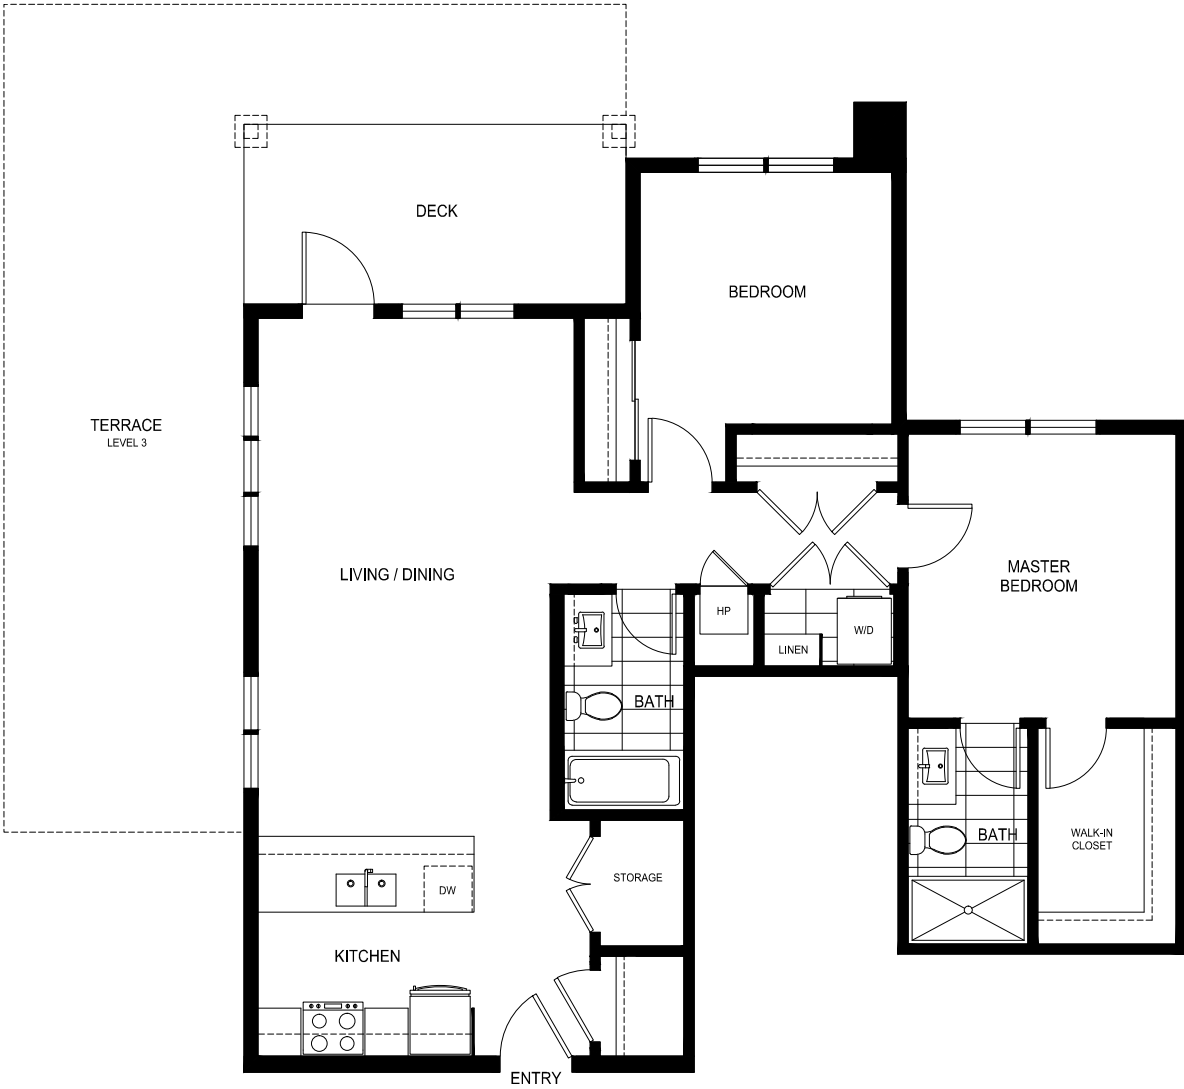 DECK
BEDROOM
TERRACE
LEVEL 3
LIVING / DINING
MASTER
BEDROOM
HP
W/D
LINEN
BATH
BATH
WALK-IN
CLOSET
STORAGE
DW
KITCHEN
ENTRY